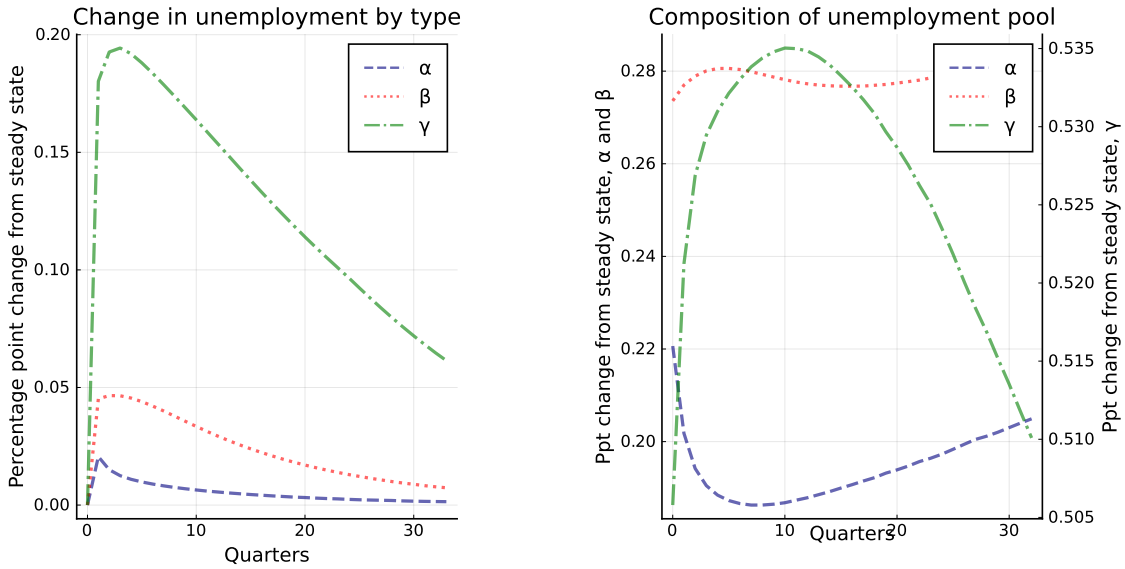 Change in unemployment by type
Percentage point change from steady state
0.20
0.15
0.10
0.05
0.00
0
10
20
30
Quarters
α
β
γ
Composition of unemployment pool
Ppt change from steady state, α and β
0.28
0.26
0.24
0.22
0.20
0
10
20
30
Quarters
α
β
γ
0.535
0.530
0.525
0.520
0.515
0.510
0.505
Ppt change from steady state, γ